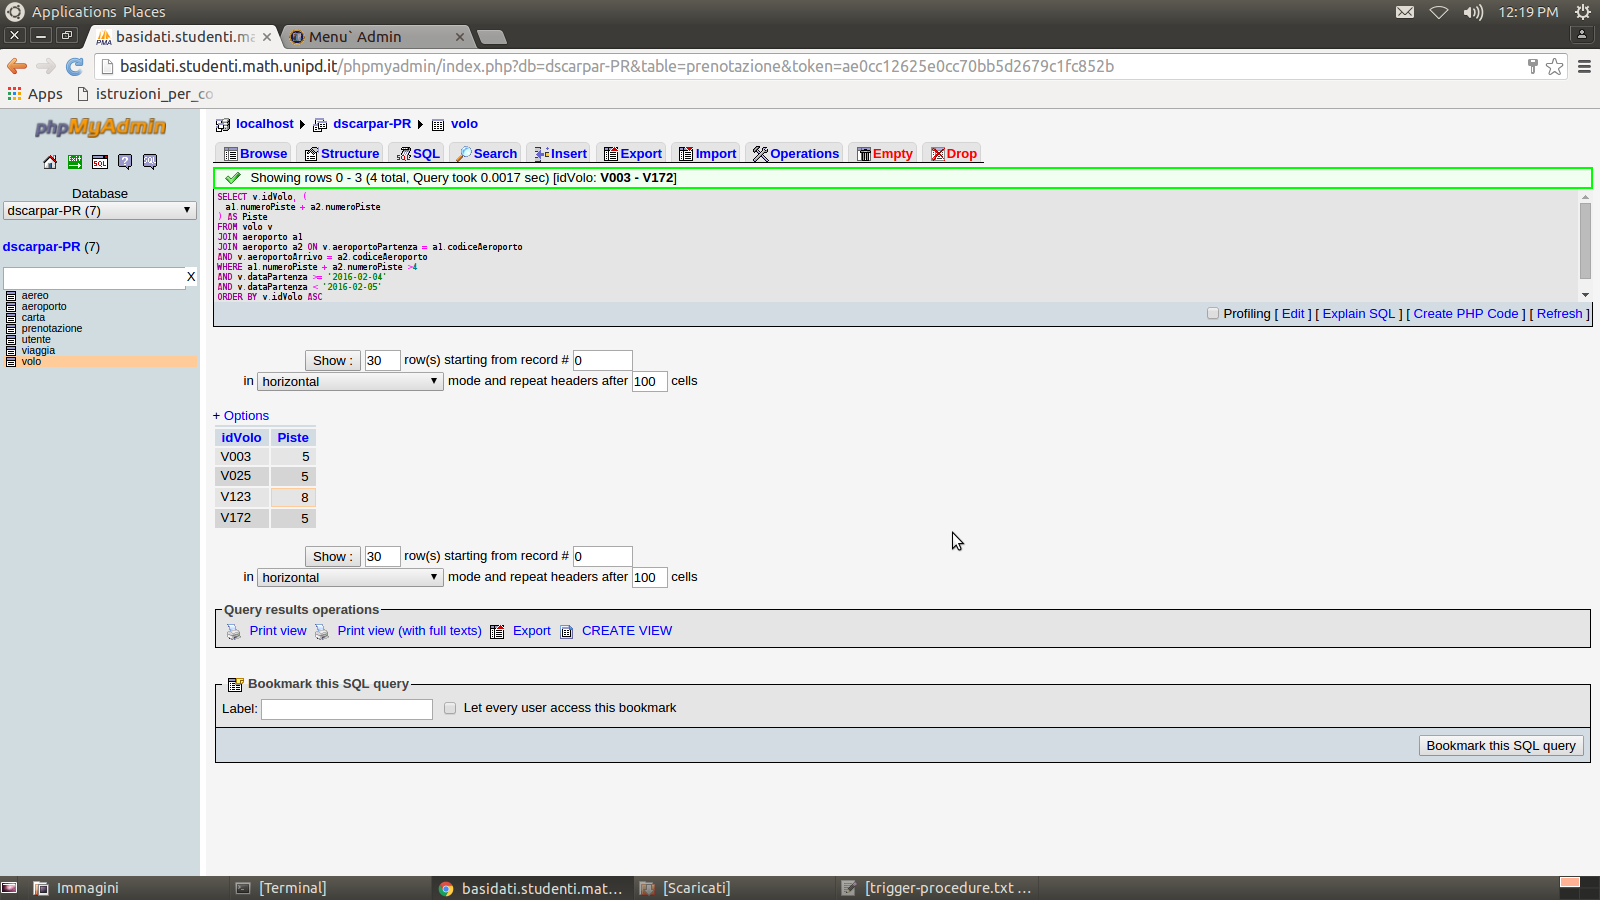 Applications Places
12:19 PM
basidati.studenti.ma
Menu` Admin
basidati.studenti.math.unipd.it/phpmyadmin/index.php?db=dscarpar-PR&table=prenotazione&token=ae0cc12625e0cc70bb5d2679c1fc852b
Apps istruzioni_per_co
phpMyAdmin
Database
dscarpar-PR (7)
dscarpar-PR (7)
X
aereo
aeroporto
carta
prenotazione
utente
viaggia
volo
localhost dscarpar-PR volo
Browse Structure SQL Search Insert Export Import Operations Empty Drop
Showing rows 0 - 3 (4 total, Query took 0.0017 sec) [idVolo: V003 - V172]
SELECT v.idVolo, (
a1.numeroPiste + a2.numeroPiste
) AS Piste
FROM volo v
JOIN aeroporto a1
JOIN aeroporto a2 ON v.aeroportoPartenza = a1.codiceAeroporto
AND v.aeroportoArrivo = a2.codiceAeroporto
WHERE a1.numeroPiste + a2.numeroPiste >4
AND v.dataPartenza >= '2016-02-04'
AND v.dataPartenza < '2016-02-05'
ORDER BY v.idVolo ASC
Profiling [ Edit ] [ Explain SQL ] [ Create PHP Code ] [ Refresh ]
Show : 30 row(s) starting from record # 0
in horizontal mode and repeat headers after 100 cells
+ Options
idVolo Piste
V003 5
V025 5
V123 8
V172 5
Show : 30 row(s) starting from record # 0
in horizontal mode and repeat headers after 100 cells
Query results operations
Print view Print view (with full texts) Export CREATE VIEW
Bookmark this SQL query
Label: Let every user access this bookmark
Bookmark this SQL query
Immagini [Terminal] basidati.studenti.mat... [Scaricati] [trigger-procedure.txt ...